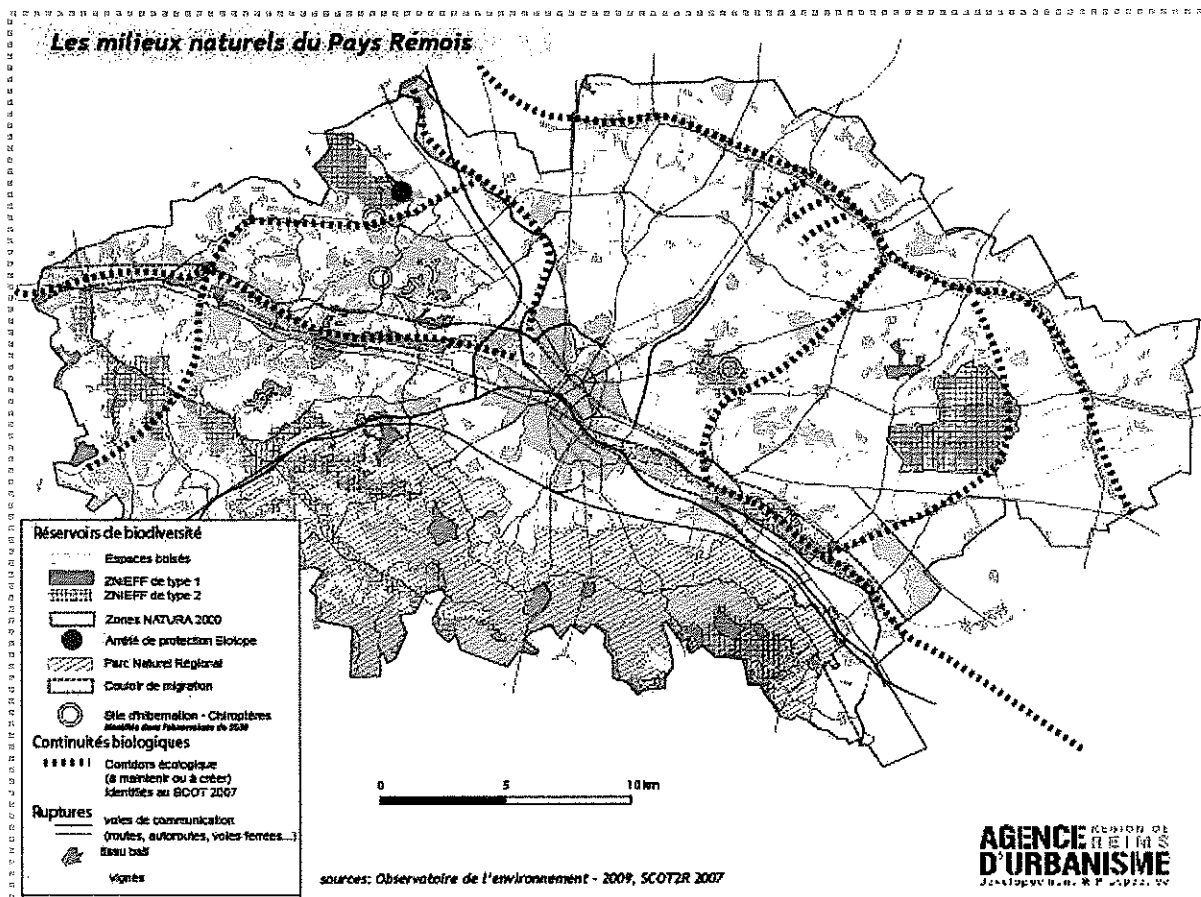 Les milieux naturels du Pays Rémois
Réservoirs de biodiversité
Espaces boisés
ZNIEFF de type 1
ZNIEFF de type 2
Zones NATURA 2000
Arrêté de protection Biotope
Parc Naturel Régional
Couloir de migration
Site d'hibernation - Chiroptères
Continuités biologiques
Corridors écologique
(à maintenir ou à créer)
identifiés au SCOT 2007
Ruptures
voies de communication
(routes, autoroutes, voies ferrées...)
tissu bâti
Vignes
0 5 10 km
sources: Observatoire de l'environnement - 2009, SCOT2R 2007
AGENCE RÉGION DE REIMS
D'URBANISME